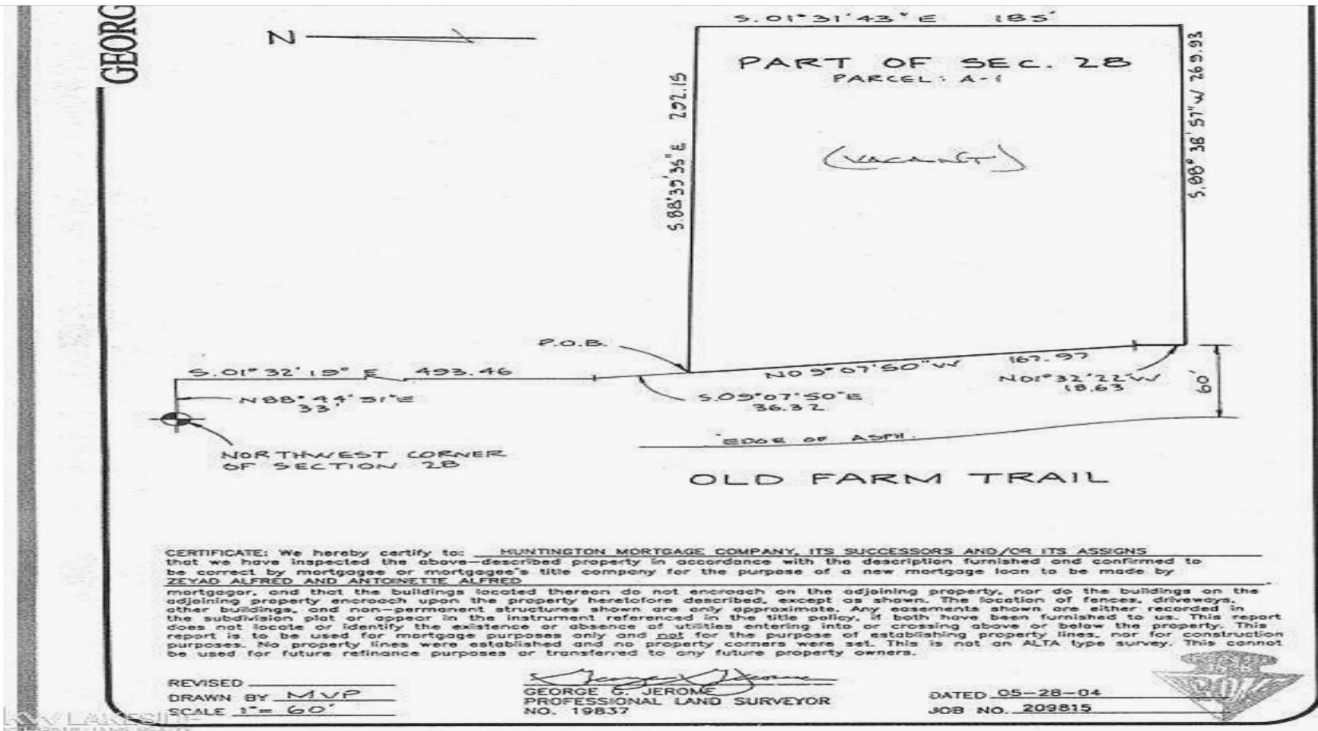 GEORG
N
S.01°31'43"E 185'
PART OF SEC. 28
PARCEL: A-1
(VACANT)
S.88°39'36"E 292.15
S.88°38'57"W 269.93
P.O.B.
S.01°32'19" E 493.46
N88°44'51"E
33'
NORTHWEST CORNER
OF SECTION 28
N09°07'50"W 167.97
S.09°07'50"E
36.32
N01°32'22"W
18.63
60'
EDGE OF ASPH.
OLD FARM TRAIL
CERTIFICATE: We hereby certify to: HUNTINGTON MORTGAGE COMPANY, ITS SUCCESSORS AND/OR ITS ASSIGNS
that we have inspected the above-described property in accordance with the description furnished and confirmed to
be correct by mortgagee or mortgagee's title company for the purpose of a new mortgage loan to be made by
ZEYAD ALFRED AND ANTOINETTE ALFRED
mortgagor, and that the buildings located thereon do not encroach on the adjoining property, nor do the buildings on the
adjoining property encroach upon the property heretofore described, except as shown. The location of fences, driveways,
other buildings, and non-permanent structures shown are only approximate. Any easements shown are either recorded in
the subdivision plat or appear in the instrument referenced in the title policy, if both have been furnished to us. This report
does not locate or identify the existence or absence of utilities entering into or crossing above or below the property. This
report is to be used for mortgage purposes only and not for the purpose of establishing property lines, nor for construction
purposes. No property lines were established and no property corners were set. This is not an ALTA type survey. This cannot
be used for future refinance purposes or transferred to any future property owners.
REVISED
DRAWN BY MVP
SCALE 1"= 60'
George G. Jerome
GEORGE G. JEROME
PROFESSIONAL LAND SURVEYOR
NO. 19837
DATED 05-28-04
JOB NO. 209815
KW LAKESIDE